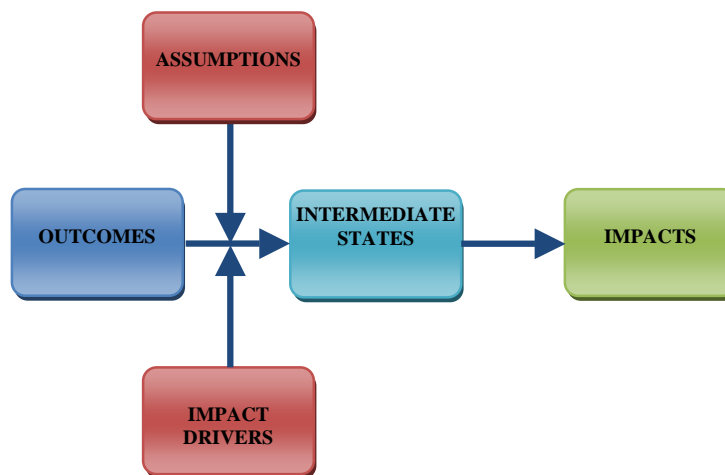 ASSUMPTIONS
OUTCOMES
INTERMEDIATE
STATES
IMPACTS
IMPACT
DRIVERS